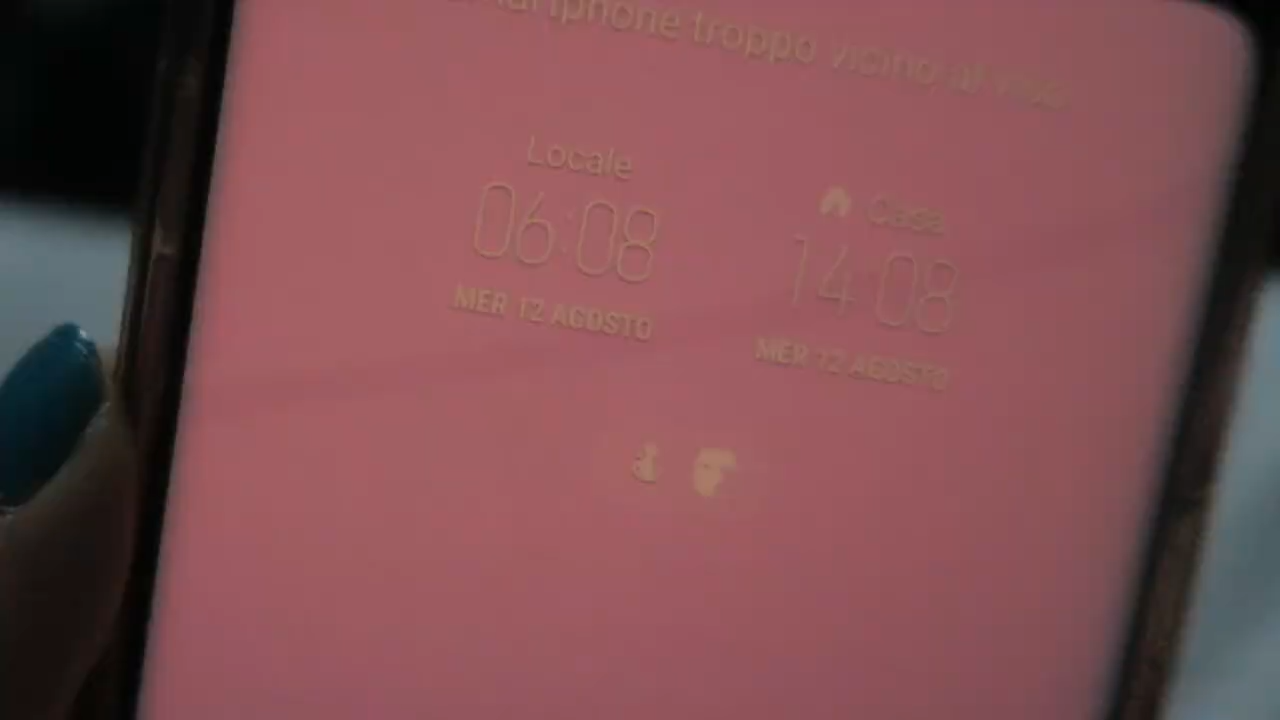 smartphone troppo vicino al viso.
Locale
06:08
MER 12 AGOSTO
Casa
14:08
MER 12 AGOSTO